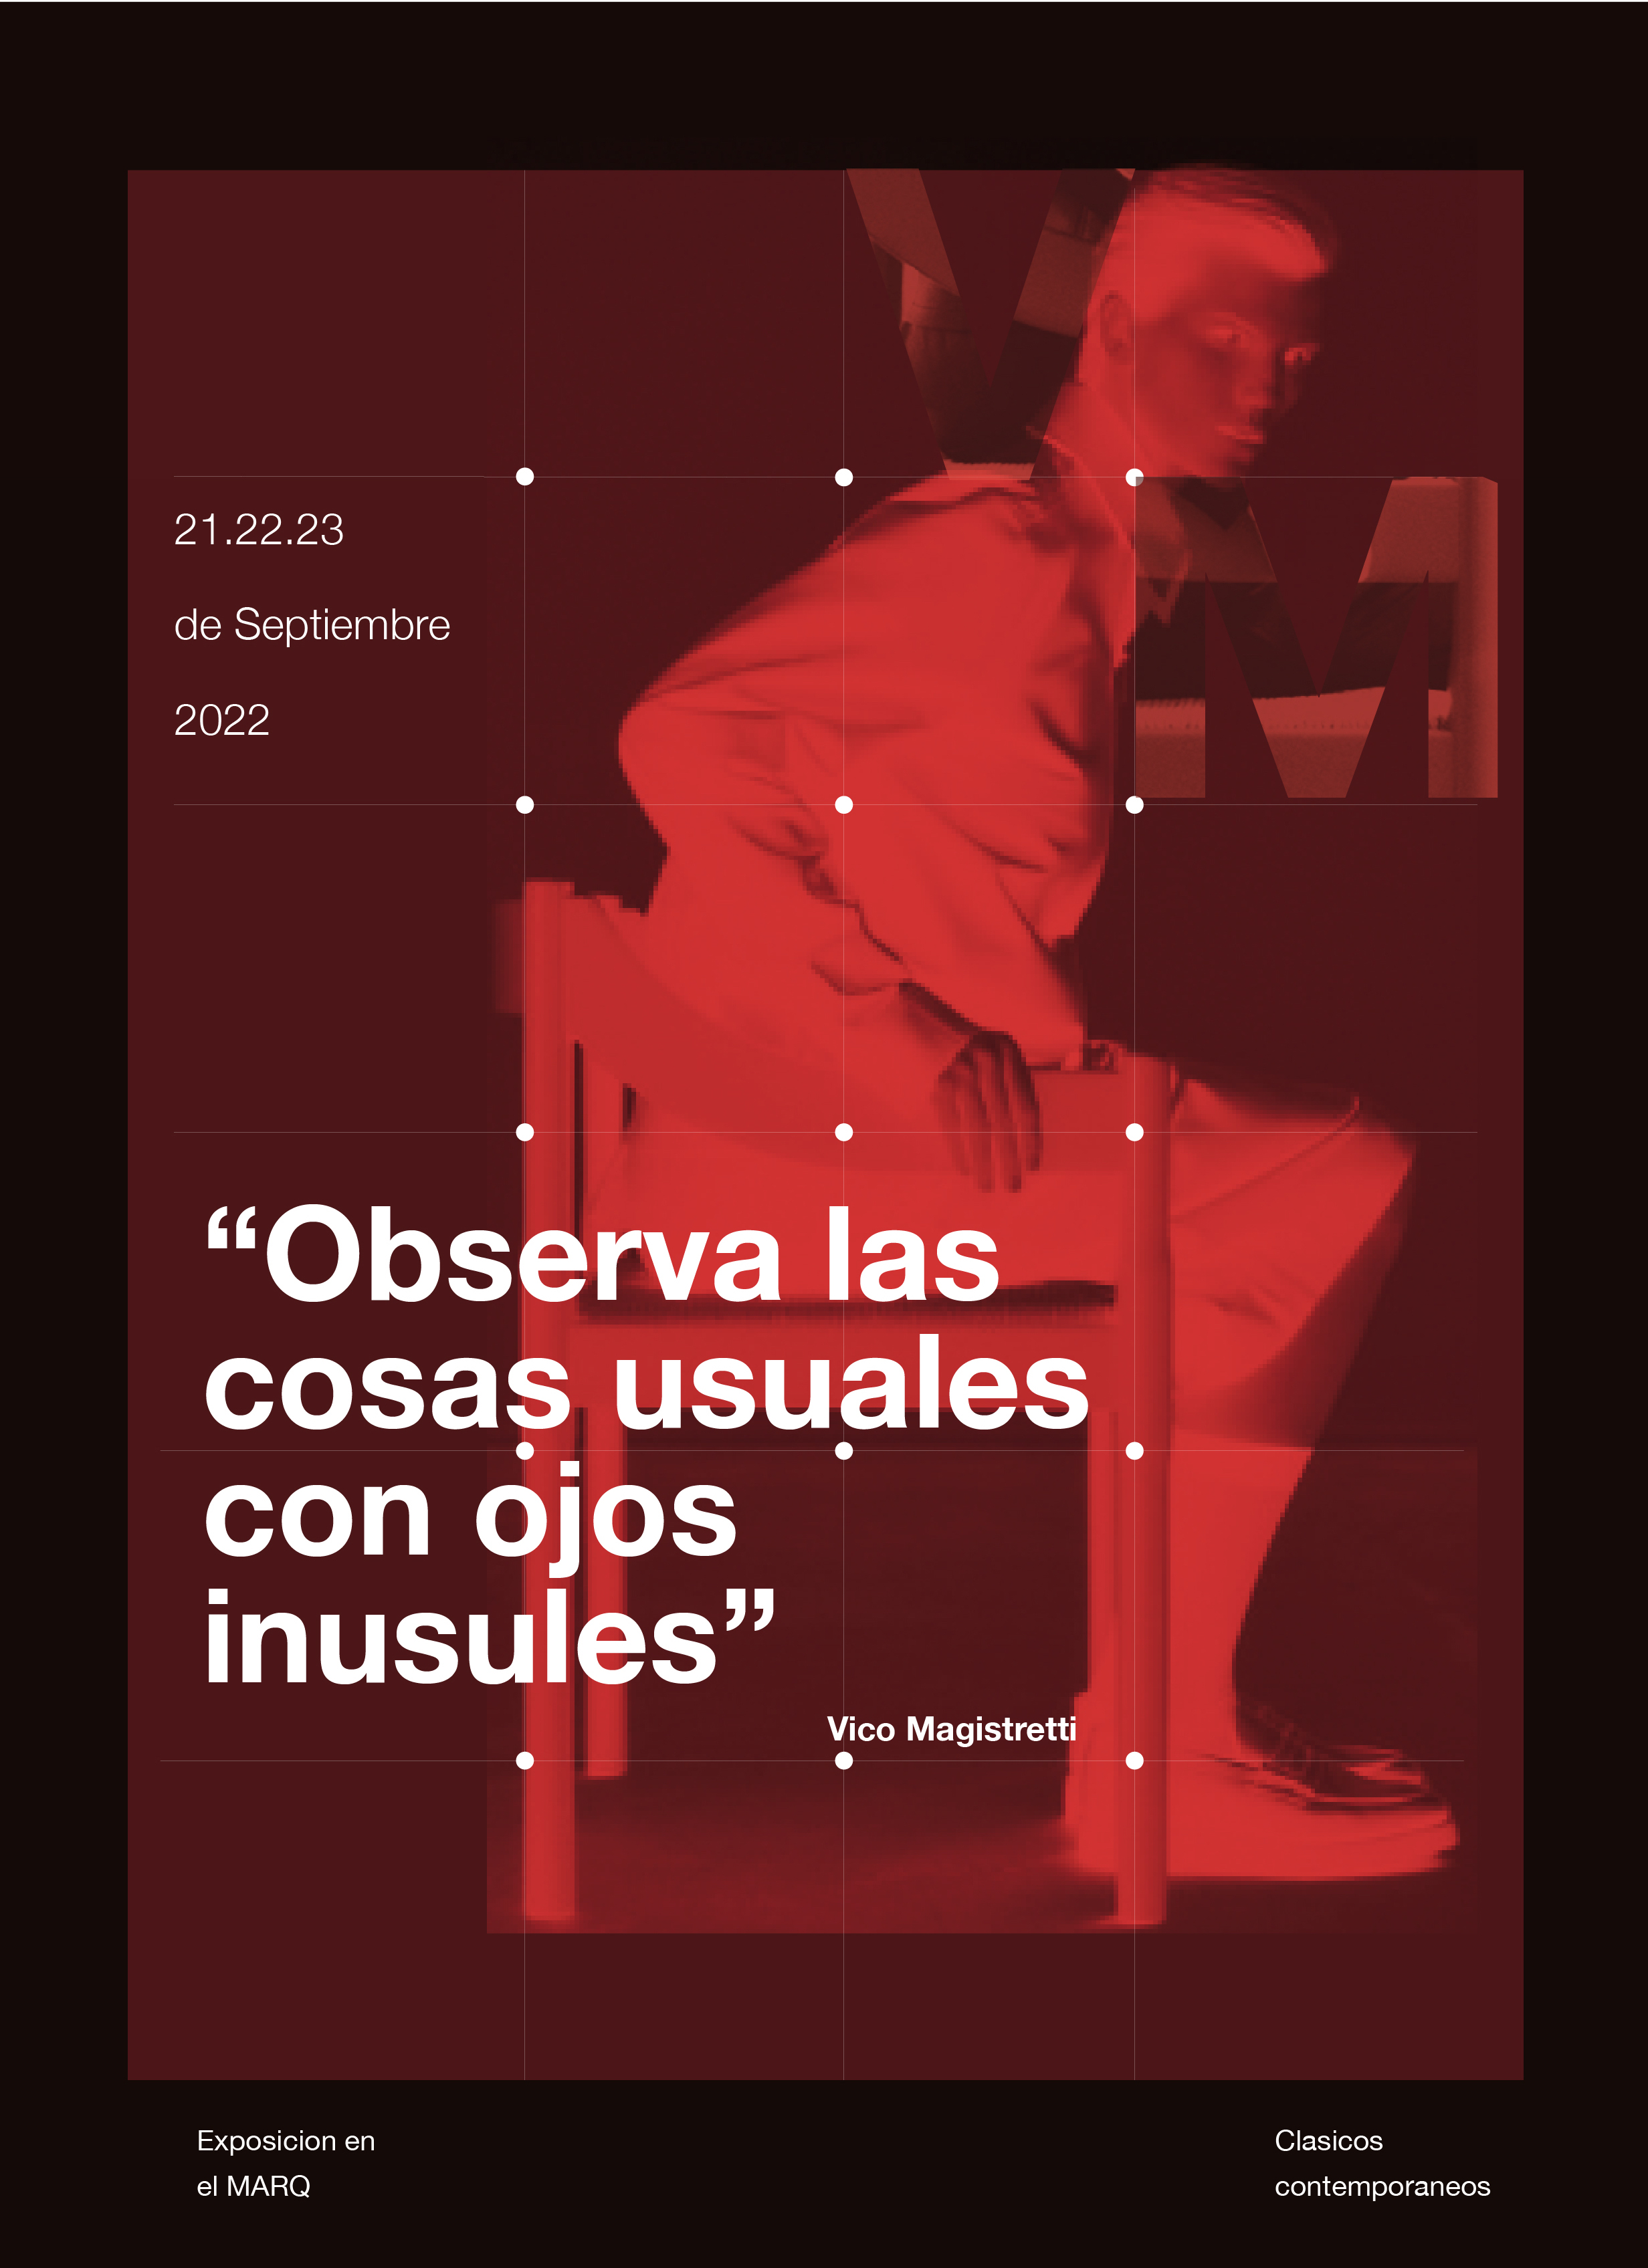 V
M
21.22.23
de Septiembre
2022
“Observa las
cosas usuales
con ojos
inusules”
Vico Magistretti
Exposicion en
el MARQ
Clasicos
contemporaneos